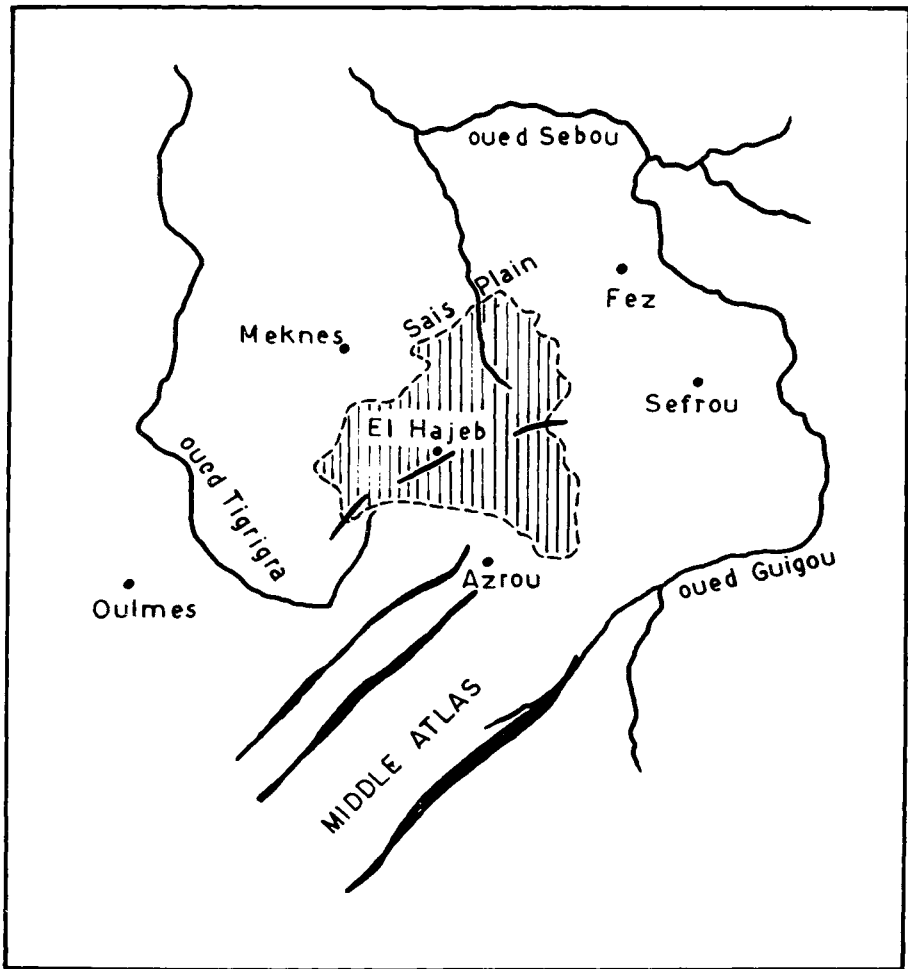 oued Sebou
Sais Plain
Fez
Meknes
Sefrou
El Hajeb
oued Tigrigra
Azrou
oued Guigou
Oulmes
MIDDLE ATLAS